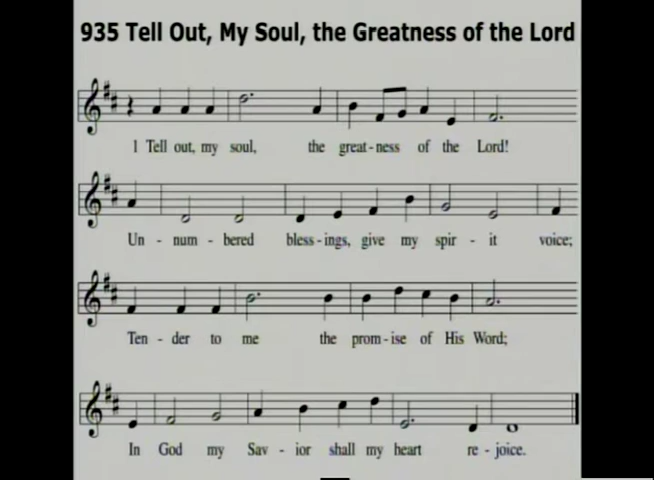 935 Tell Out, My Soul, the Greatness of the Lord
1 Tell out, my soul, the great-ness of the Lord!
Un - num - bered bless-ings, give my spir - it voice;
Ten - der to me the prom-ise of His Word;
In God my Sav - ior shall my heart re - joice.